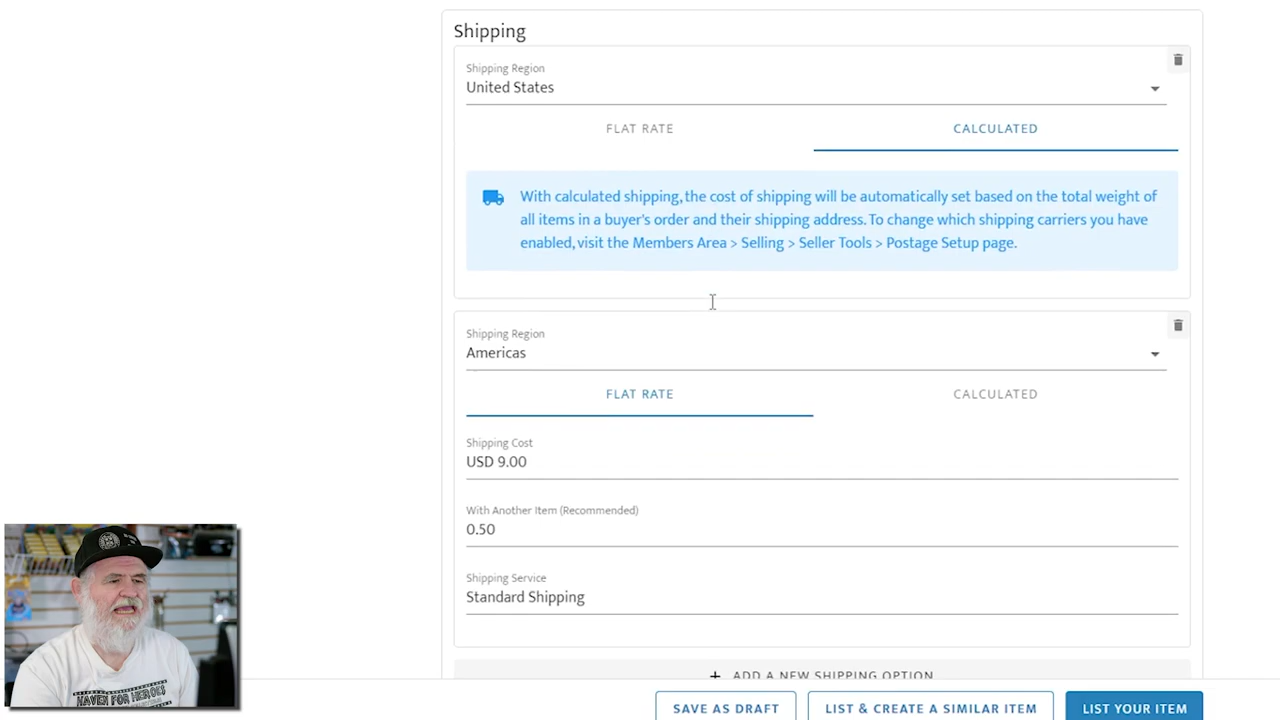 Shipping
Shipping Region
United States
FLAT RATE
CALCULATED
With calculated shipping, the cost of shipping will be automatically set based on the total weight of
all items in a buyer's order and their shipping address. To change which shipping carriers you have
enabled, visit the Members Area > Selling > Seller Tools > Postage Setup page.
Shipping Region
Americas
FLAT RATE
CALCULATED
Shipping Cost
USD 9.00
With Another Item (Recommended)
0.50
Shipping Service
Standard Shipping
+ ADD A NEW SHIPPING OPTION
SAVE AS DRAFT
LIST & CREATE A SIMILAR ITEM
LIST YOUR ITEM
HAVEN FOR HEROES